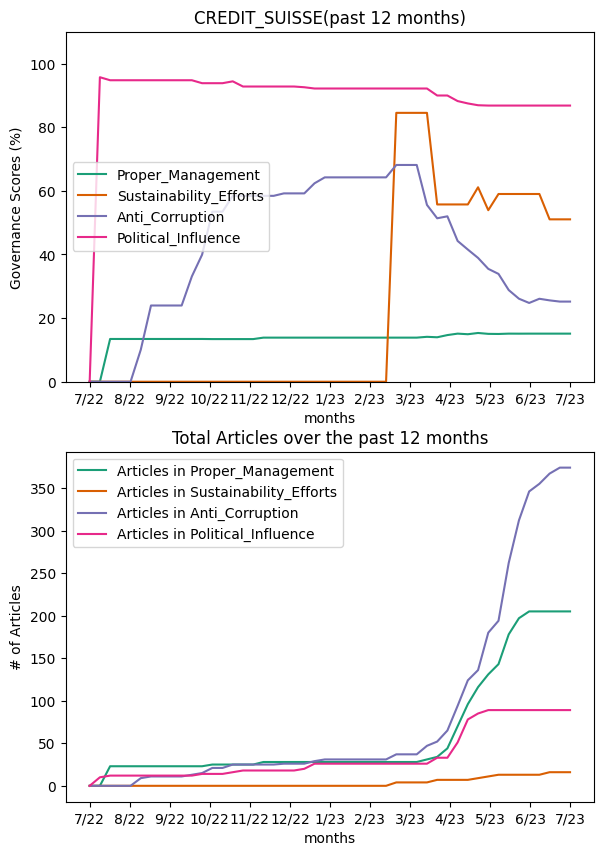 CREDIT_SUISSE(past 12 months)
100
80
60
40
20
0
Governance Scores (%)
Proper_Management
Sustainability_Efforts
Anti_Corruption
Political_Influence
7/22 8/22 9/22 10/22 11/22 12/22 1/23 2/23 3/23 4/23 5/23 6/23 7/23
months
Total Articles over the past 12 months
350
300
250
200
150
100
50
0
# of Articles
Articles in Proper_Management
Articles in Sustainability_Efforts
Articles in Anti_Corruption
Articles in Political_Influence
7/22 8/22 9/22 10/22 11/22 12/22 1/23 2/23 3/23 4/23 5/23 6/23 7/23
months